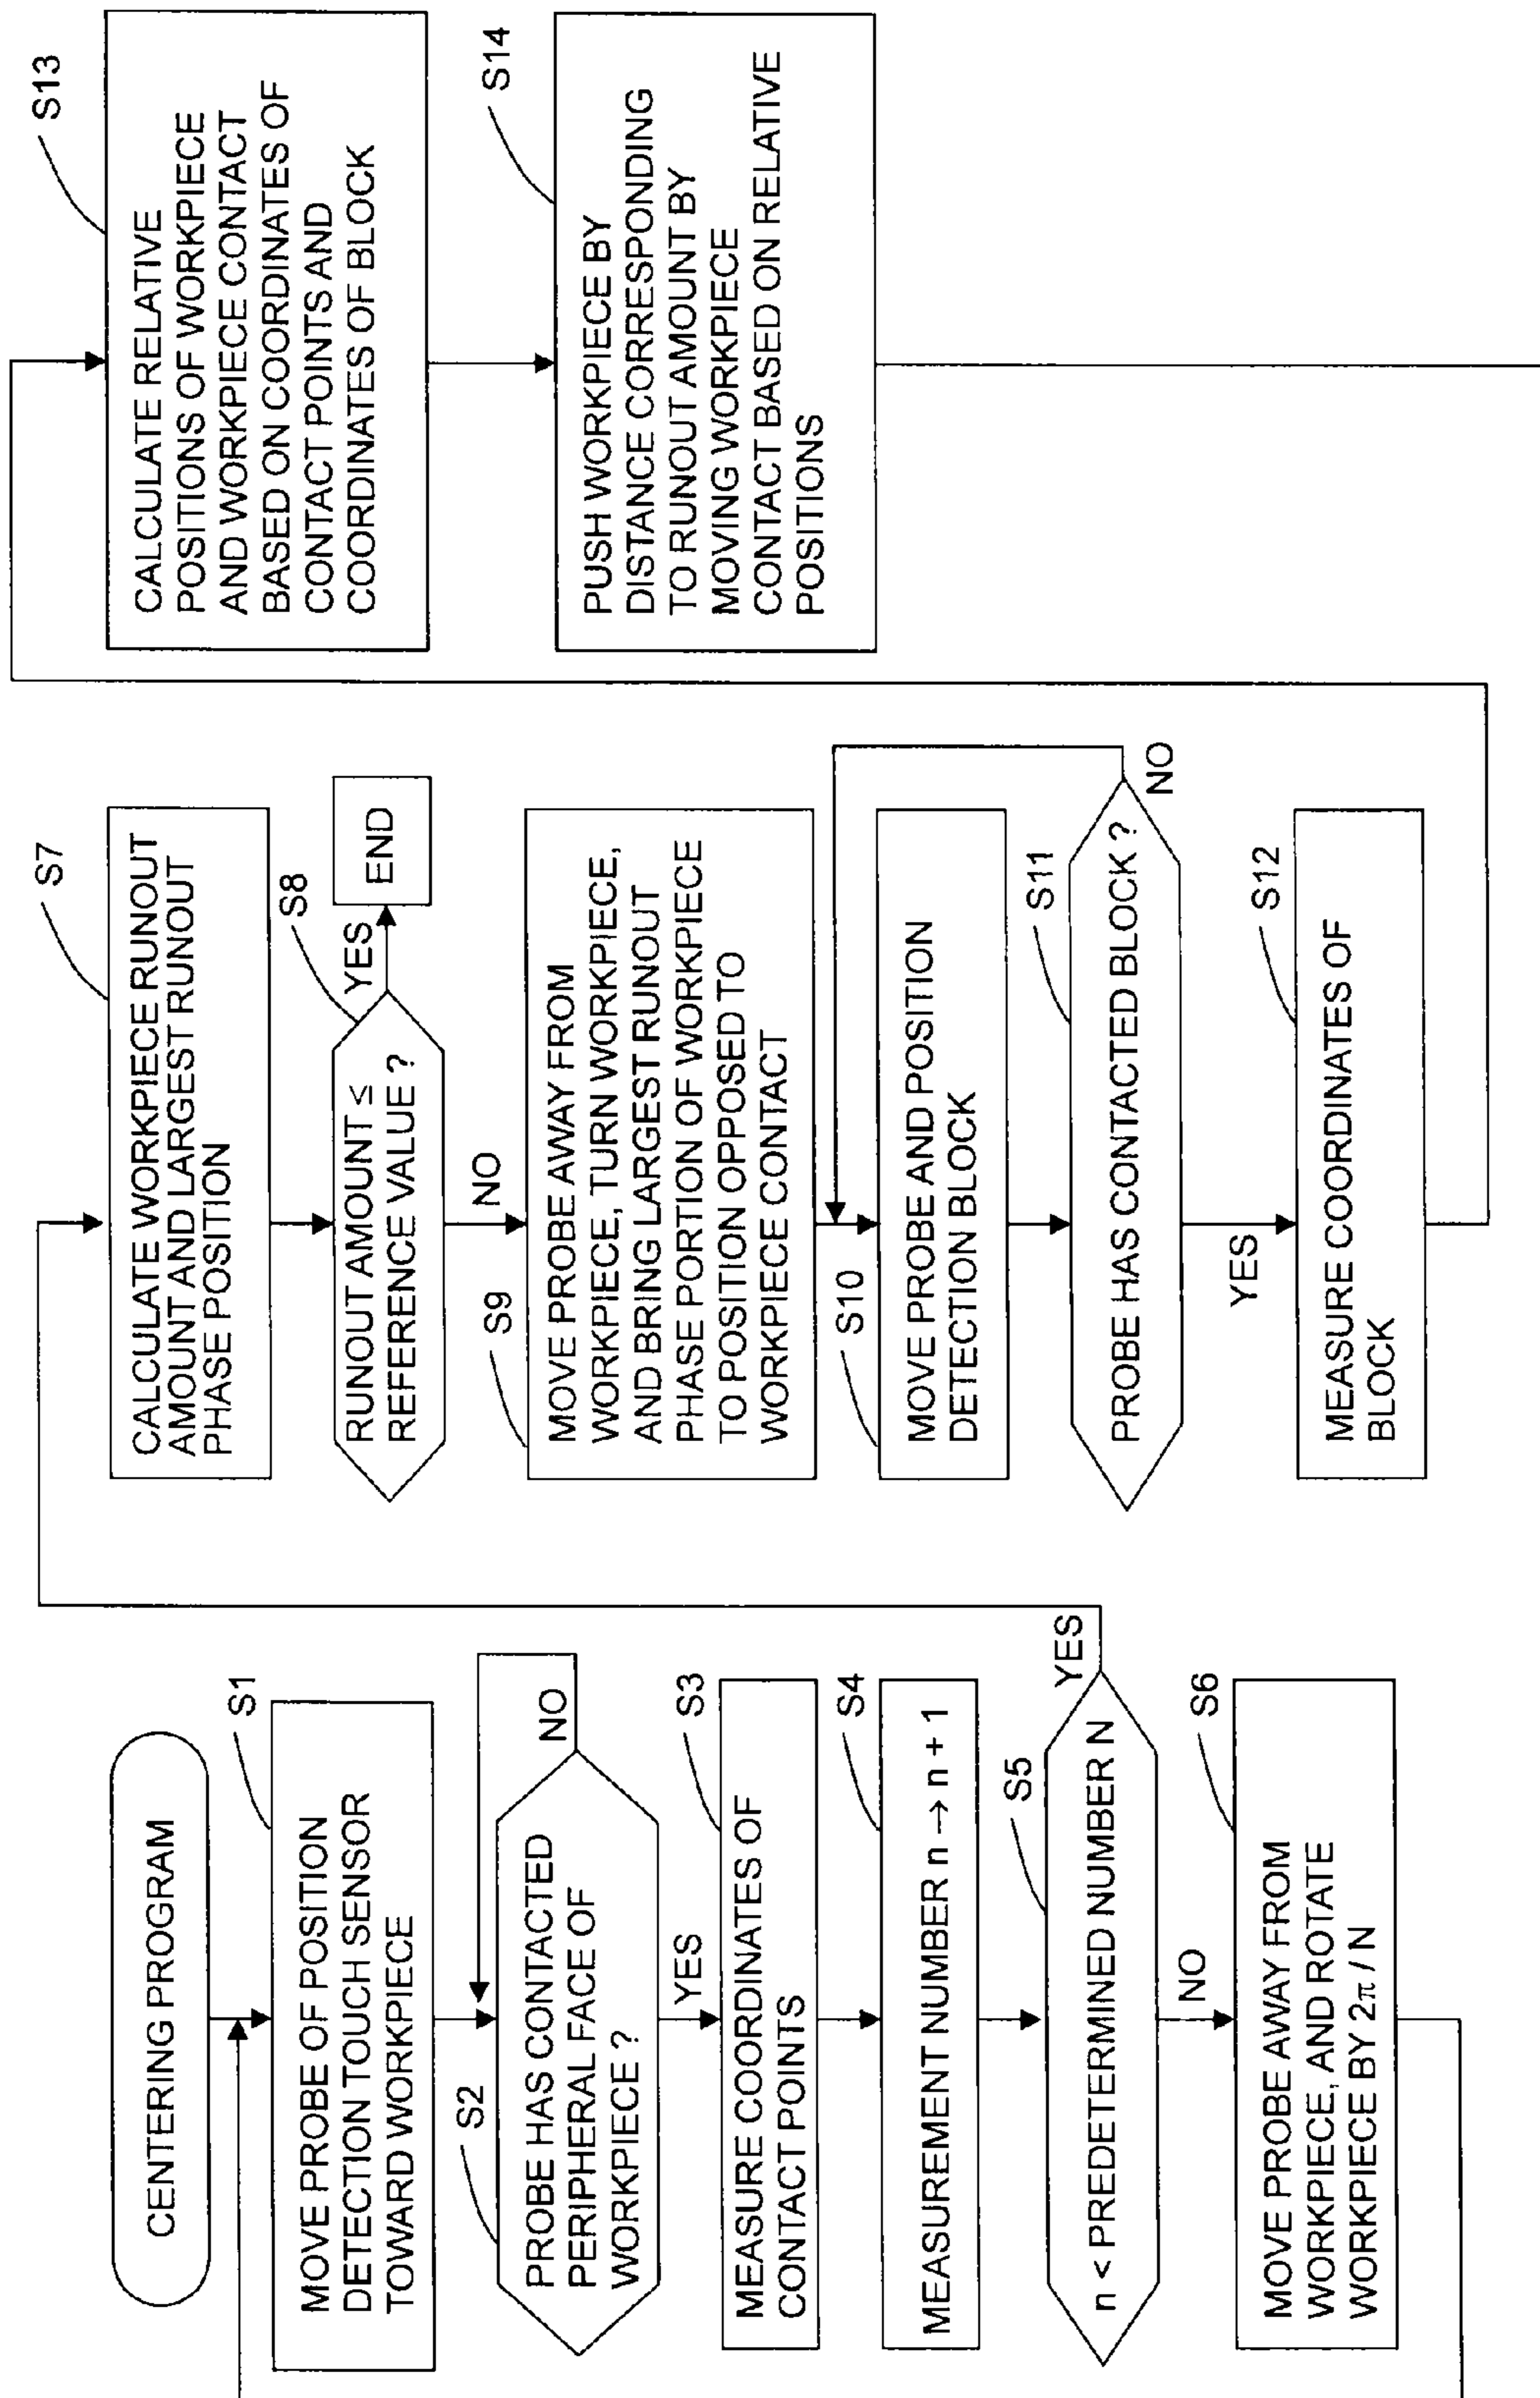 CENTERING PROGRAM
S1
MOVE PROBE OF POSITION
DETECTION TOUCH SENSOR
TOWARD WORKPIECE
S2
PROBE HAS CONTACTED
PERIPHERAL FACE OF
WORKPIECE ?
NO
YES
S3
MEASURE COORDINATES OF
CONTACT POINTS
S4
MEASUREMENT NUMBER n → n + 1
S5
n < PREDETERMINED NUMBER N
YES
NO
S6
MOVE PROBE AWAY FROM
WORKPIECE, AND ROTATE
WORKPIECE BY 2π / N
S7
CALCULATE WORKPIECE RUNOUT
AMOUNT AND LARGEST RUNOUT
PHASE POSITION
S8
RUNOUT AMOUNT ≤
REFERENCE VALUE ?
YES
END
NO
S9
MOVE PROBE AWAY FROM
WORKPIECE, TURN WORKPIECE,
AND BRING LARGEST RUNOUT
PHASE PORTION OF WORKPIECE
TO POSITION OPPOSED TO
WORKPIECE CONTACT
S10
MOVE PROBE AND POSITION
DETECTION BLOCK
S11
PROBE HAS CONTACTED BLOCK ?
NO
YES
S12
MEASURE COORDINATES OF
BLOCK
S13
CALCULATE RELATIVE
POSITIONS OF WORKPIECE
AND WORKPIECE CONTACT
BASED ON COORDINATES OF
CONTACT POINTS AND
COORDINATES OF BLOCK
S14
PUSH WORKPIECE BY
DISTANCE CORRESPONDING
TO RUNOUT AMOUNT BY
MOVING WORKPIECE
CONTACT BASED ON RELATIVE
POSITIONS